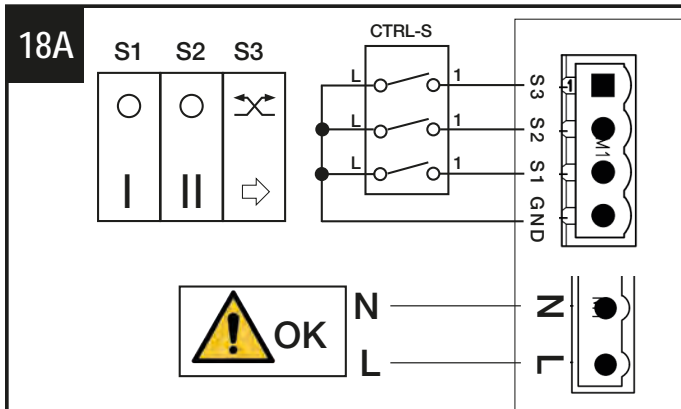 18A
S1 S2 S3
I II
CTRL-S
L 1 S3 1
L 1 S2
L 1 S1
GND
M1
OK
N N
L L